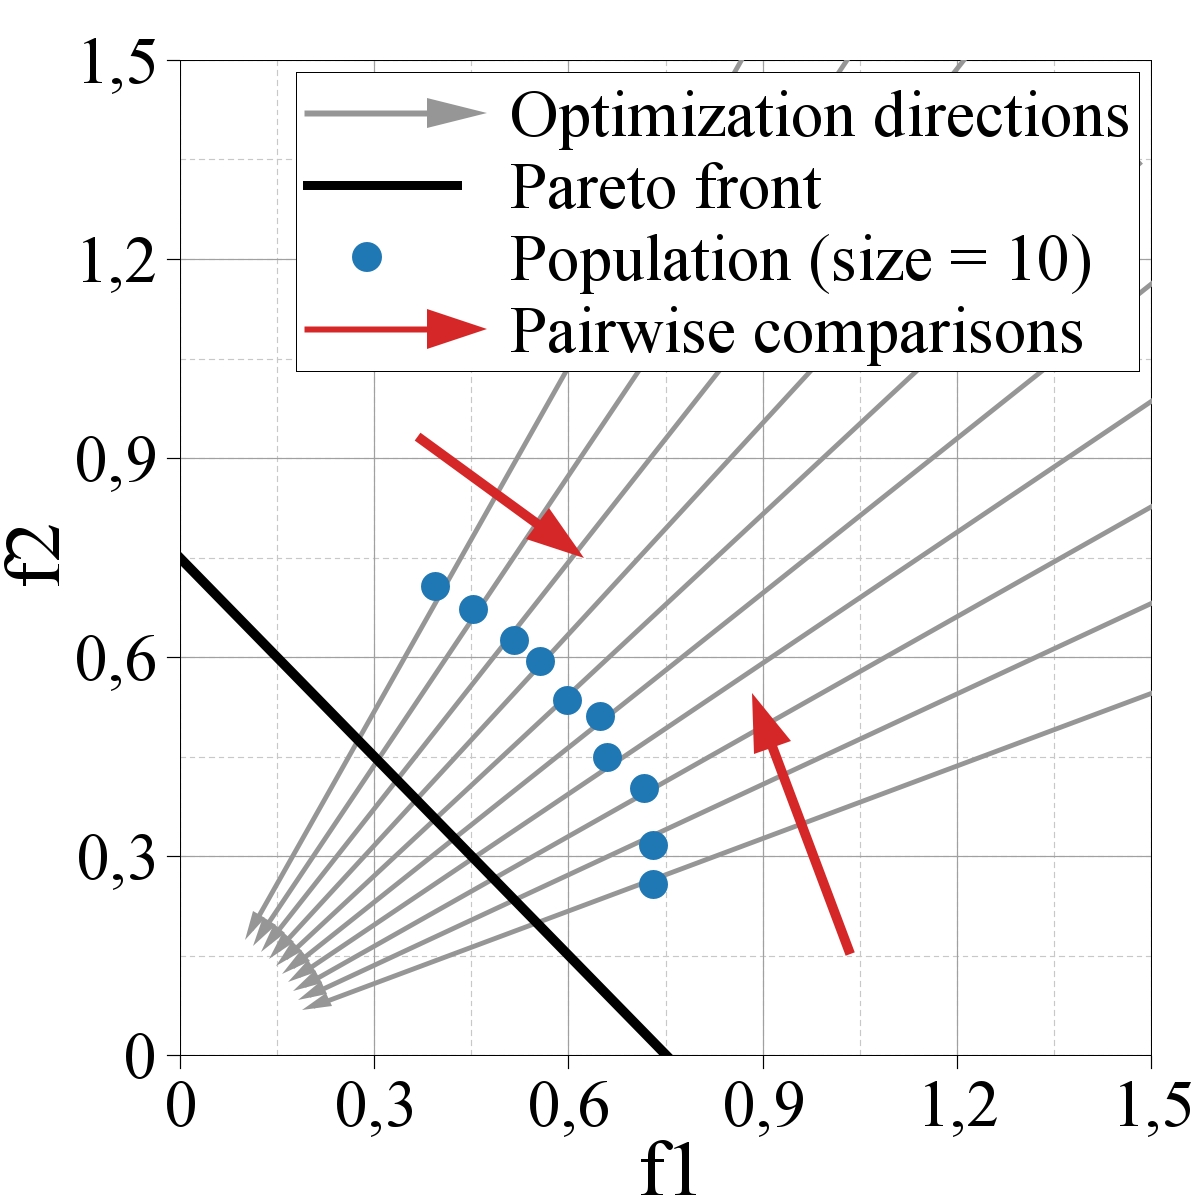 1,5
Optimization directions
Pareto front
Population (size = 10)
Pairwise comparisons
1,2
0,9
0,6
0,3
0
f2
0 0,3 0,6 0,9 1,2 1,5
f1